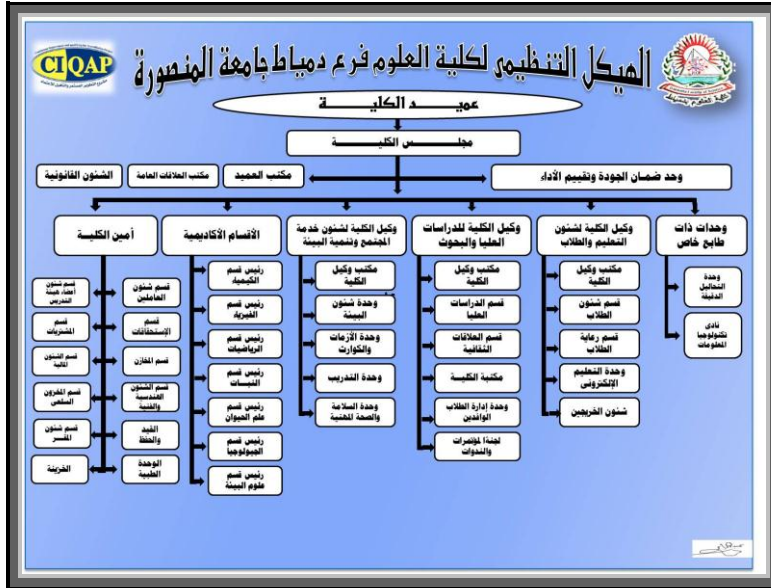 الهيكل التنظيمى لكلية العلوم فرع دمياط جامعة المنصورة
CIQAP
عميد الكلية
مجلس الكلية
وحد ضمان الجودة وتقييم الأداء
مكتب العميد
مكتب العلاقات العامة
الشئون القانونية
وحدات ذات
طابع خاص
وحدة
التحاليل
الدقيقة
نادى
تكنولوجيا
المعلومات
وكيل الكلية لشئون
التعليم والطلاب
مكتب وكيل
الكلية
قسم شئون
الطلاب
قسم رعاية
الطلاب
وحدة التعليم
الإلكترونى
شئون الخريجين
وكيل الكلية للدراسات
العليا والبحوث
مكتب وكيل
الكلية
قسم الدراسات
العليا
قسم العلاقات
الثقافية
مكتبة الكلية
وحدة إدارة الطلاب
الوافدين
لجنة المؤتمرات
والندوات
وكيل الكلية لشئون خدمة
المجتمع وتنمية البيئة
مكتب وكيل
الكلية
وحدة شئون
البيئة
وحدة الأزمات
والكوارث
وحدة التدريب
وحدة السلامة
والصحة المهنية
الأقسام الأكاديمية
رئيس قسم
الكيمياء
رئيس قسم
الفيزياء
رئيس قسم
الرياضيات
رئيس قسم
النبات
رئيس قسم
علم الحيوان
رئيس قسم
الجيولوجيا
رئيس قسم
علوم البيئة
أمين الكلية
قسم شئون
العاملين
قسم شئون
أعضاء هيئة
التدريس
قسم
الإستحقاقات
قسم
المشتريات
قسم المخازن
قسم الشئون
المالية
قسم الشئون
الهندسية
والفنية
قسم المخزون
السلعى
القيد
والحفظ
قسم شئون
المقر
الوحدة
الطبية
الخزينة